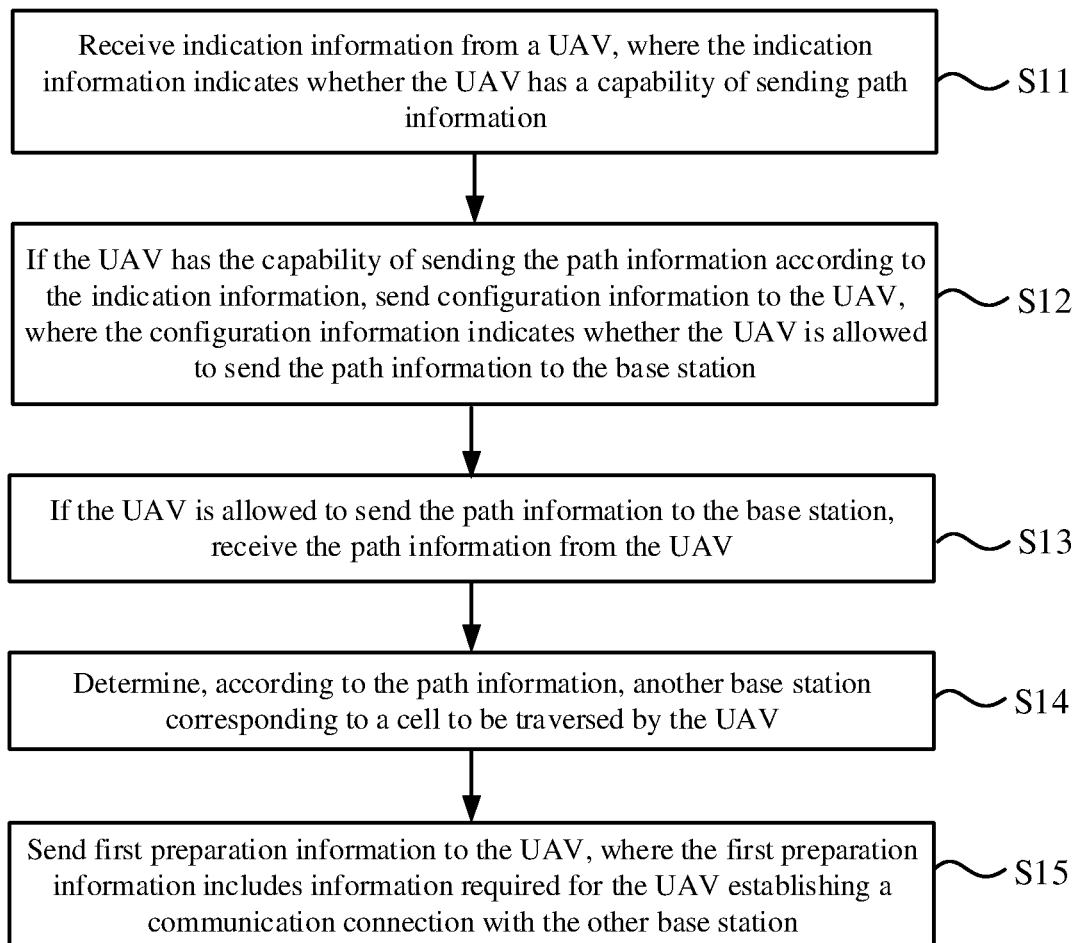 Receive indication information from a UAV, where the indication
information indicates whether the UAV has a capability of sending path
information
S11
If the UAV has the capability of sending the path information according to
the indication information, send configuration information to the UAV,
where the configuration information indicates whether the UAV is allowed
to send the path information to the base station
S12
If the UAV is allowed to send the path information to the base station,
receive the path information from the UAV
S13
Determine, according to the path information, another base station
corresponding to a cell to be traversed by the UAV
S14
Send first preparation information to the UAV, where the first preparation
information includes information required for the UAV establishing a
communication connection with the other base station
S15